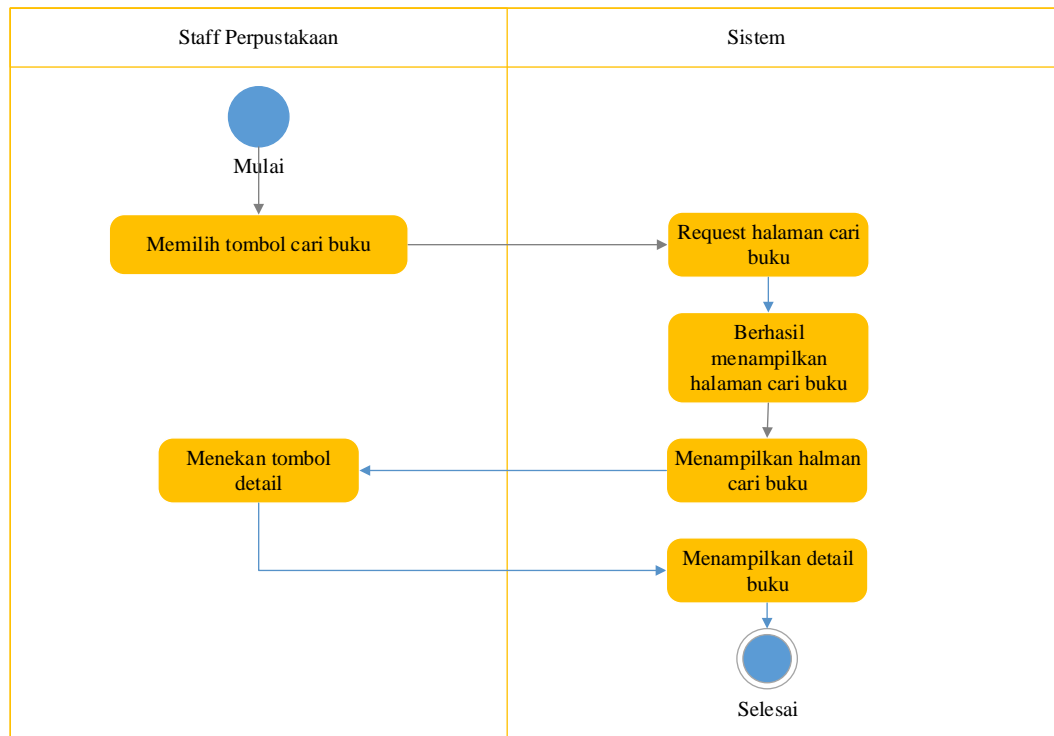 Staff Perpustakaan
Sistem
Mulai
Memilih tombol cari buku
Request halaman cari
buku
Berhasil
menampilkan
halaman cari buku
Menekan tombol
detail
Menampilkan halman
cari buku
Menampilkan detail
buku
Selesai